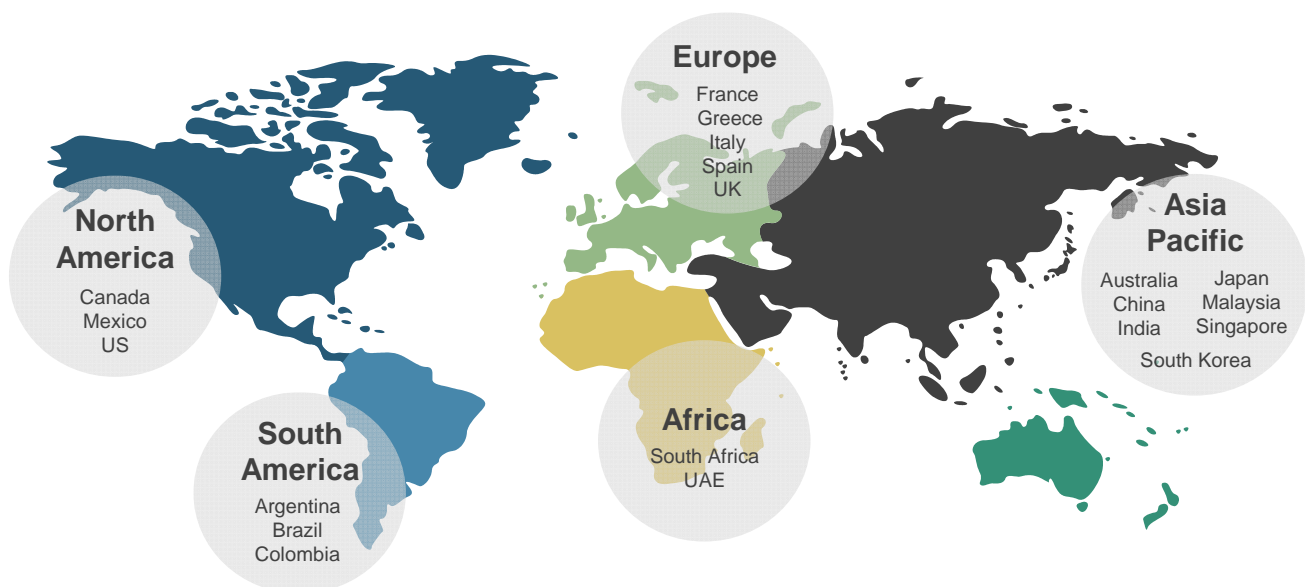 Europe
France
Greece
Italy
Spain
UK
North
America
Canada
Mexico
US
Asia
Pacific
Australia Japan
China Malaysia
India Singapore
South Korea
South
America
Argentina
Brazil
Colombia
Africa
South Africa
UAE